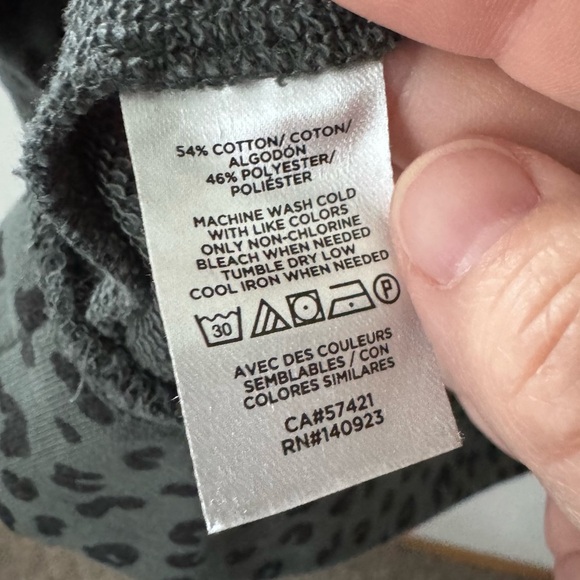 54% COTTON/ COTON/
ALGODÓN
46% POLYESTER/
POLIÉSTER
MACHINE WASH COLD
WITH LIKE COLORS
ONLY NON-CHLORINE
BLEACH WHEN NEEDED
TUMBLE DRY LOW
COOL IRON WHEN NEEDED
30 P
AVEC DES COULEURS
SEMBLABLES / CON
COLORES SIMILARES
CA#57421
RN#140923